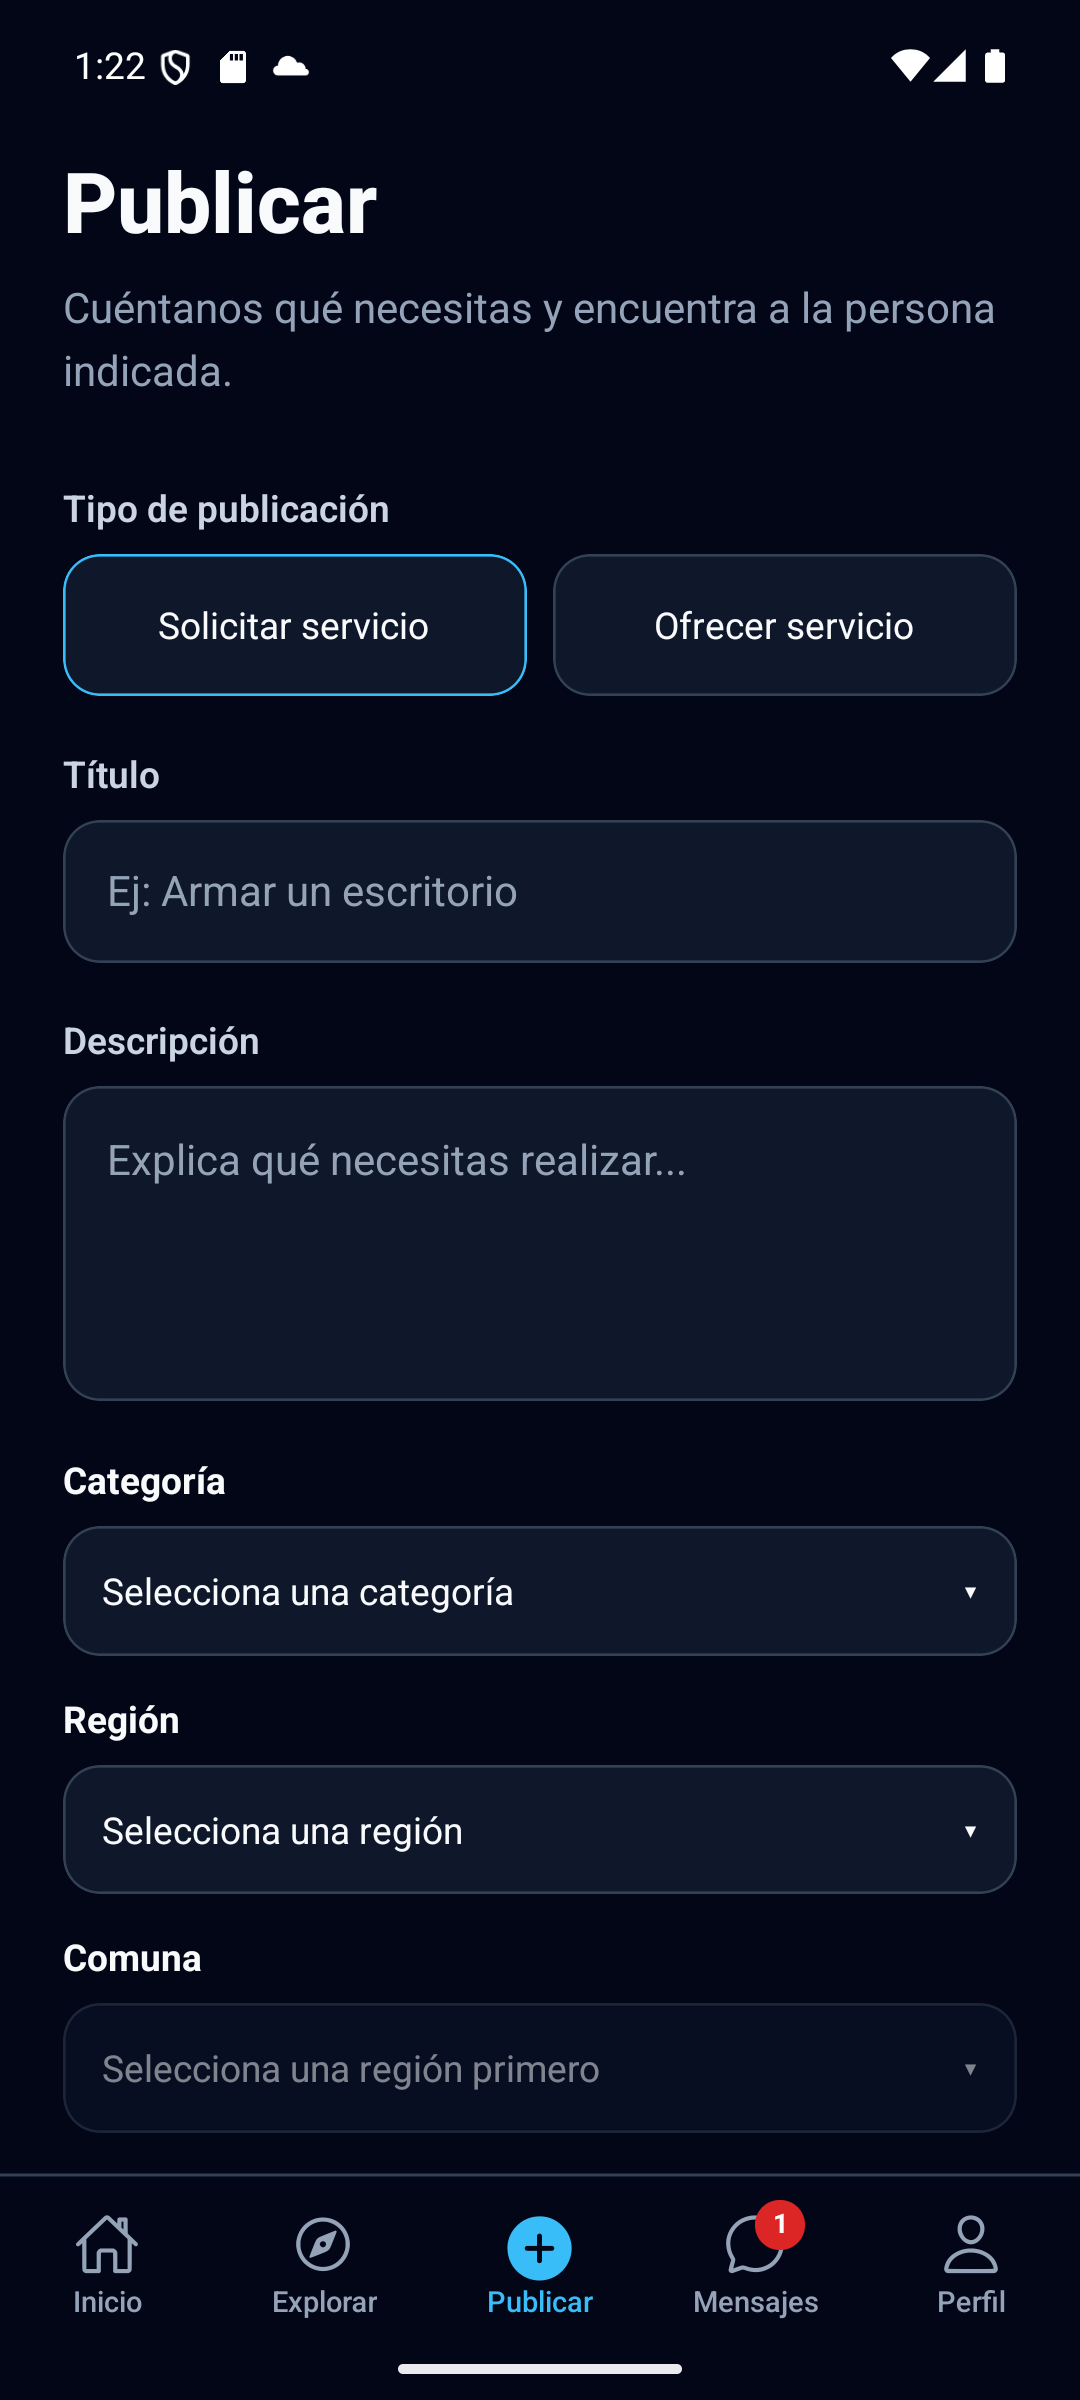 1:22
Publicar
Cuéntanos qué necesitas y encuentra a la persona
indicada.
Tipo de publicación
Solicitar servicio
Ofrecer servicio
Título
Ej: Armar un escritorio
Descripción
Explica qué necesitas realizar...
Categoría
Selecciona una categoría
Región
Selecciona una región
Comuna
Selecciona una región primero
1
Inicio
Explorar
Publicar
Mensajes
Perfil